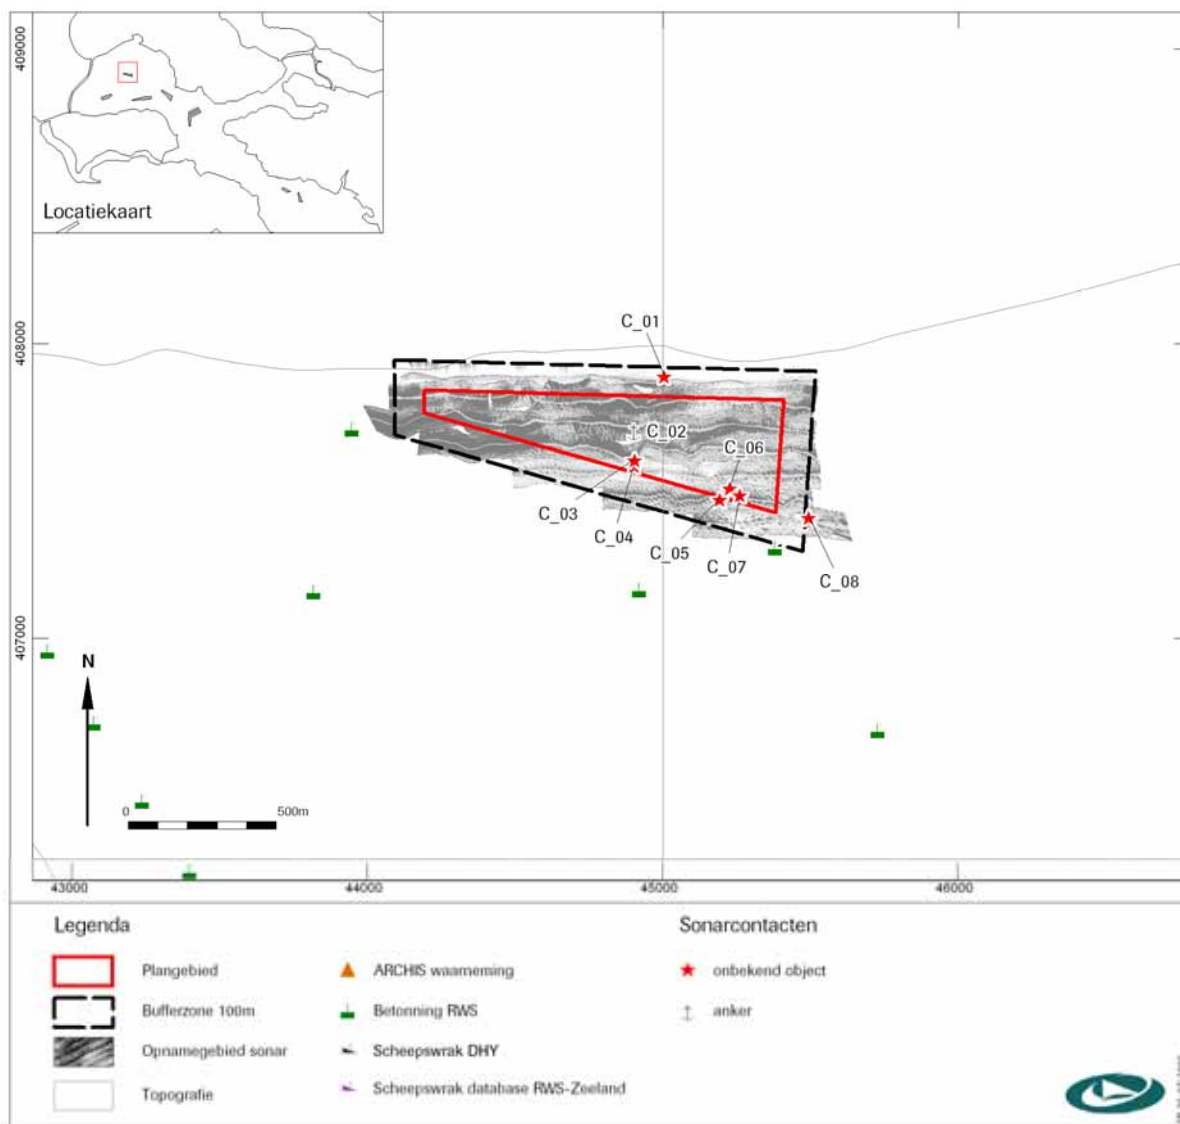 Locatiekaart
409000
408000
407000
C_01
C_02
C_06
C_03
C_04
C_05
C_07
C_08
N
0 500m
43000 44000 45000 46000
Legenda
Plangebied
Bufferzone 100m
Opnamegebied sonar
Topografie
ARCHIS waarneming
Betonning RWS
Scheepswrak DHY
Scheepswrak database RWS-Zeeland
Sonarcontacten
onbekend object
anker